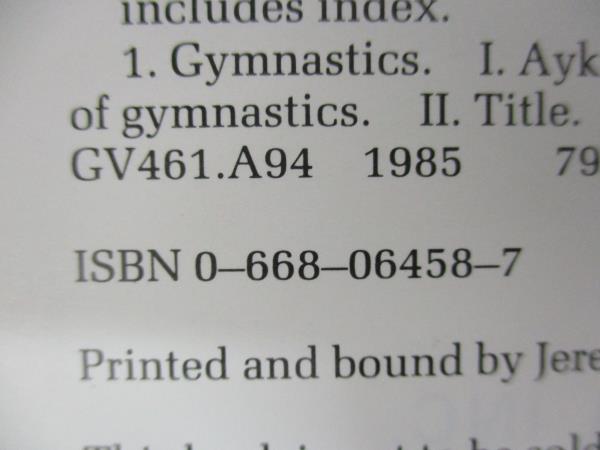 includes index.
1. Gymnastics. I. Ayk
of gymnastics. II. Title.
GV461.A94 1985 79
ISBN 0–668–06458–7
Printed and bound by Jere